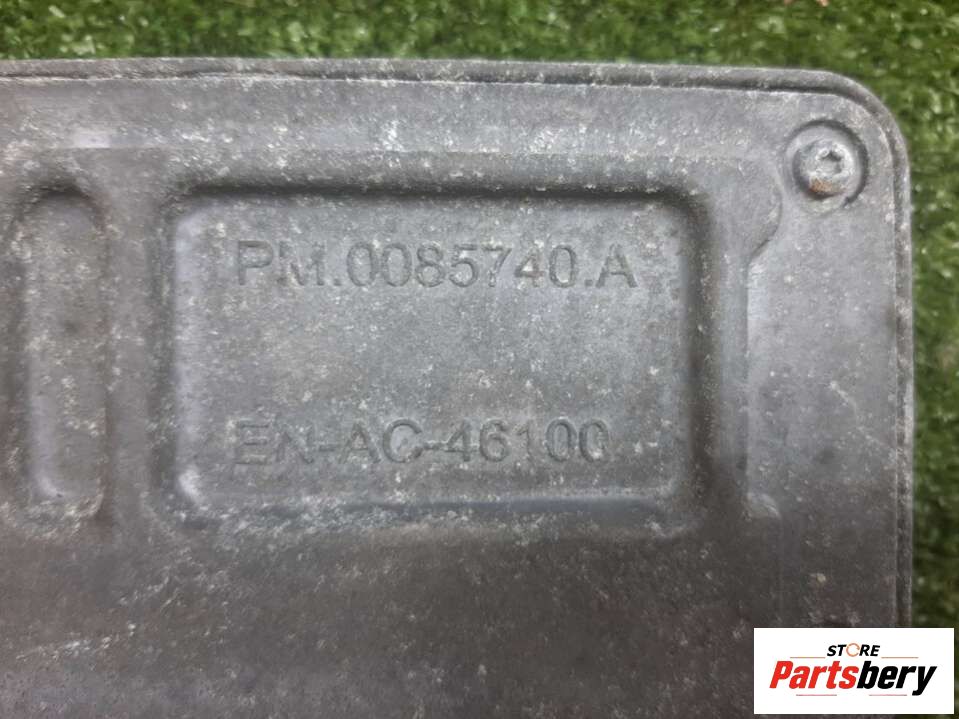 PM.0085740.A
EN-AC-46100
STORE
Partsbery